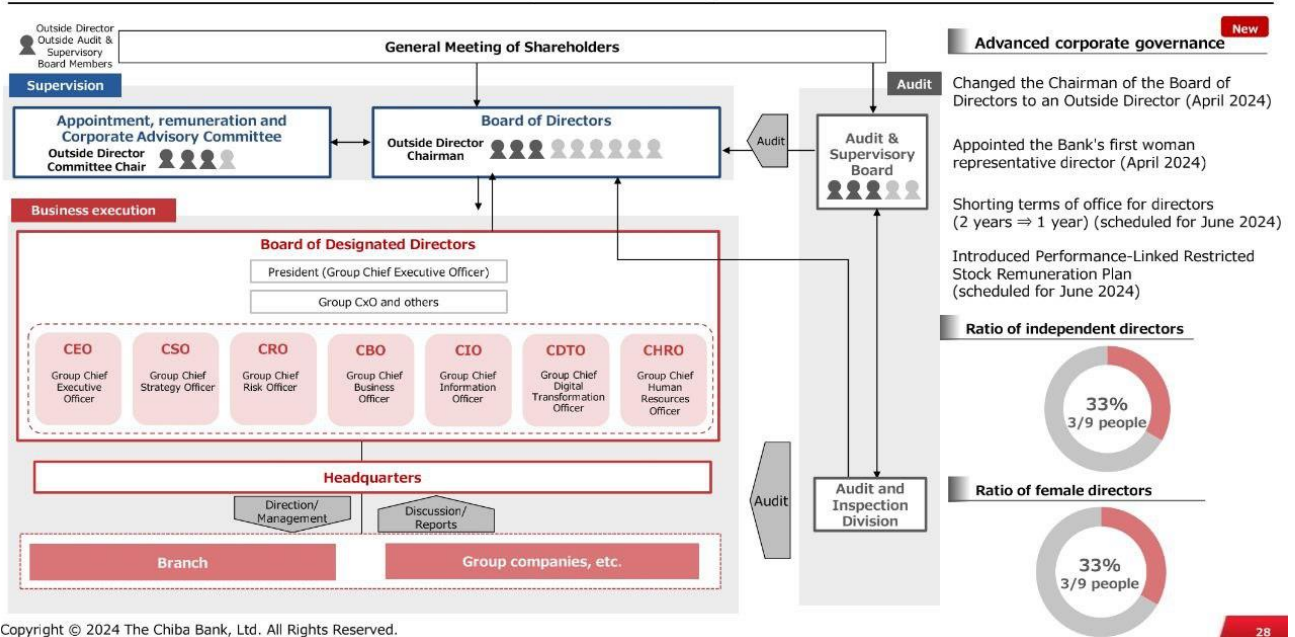 Outside Director
Outside Audit &
Supervisory
Board Members
General Meeting of Shareholders
Supervision
Appointment, remuneration and
Corporate Advisory Committee
Outside Director
Committee Chair
Board of Directors
Outside Director
Chairman
Audit
Audit
Audit &
Supervisory
Board
Business execution
Board of Designated Directors
President (Group Chief Executive Officer)
Group CxO and others
CEO
Group Chief
Executive
Officer
CSO
Group Chief
Strategy Officer
CRO
Group Chief
Risk Officer
CBO
Group Chief
Business
Officer
CIO
Group Chief
Information
Officer
CDTO
Group Chief
Digital
Transformation
Officer
CHRO
Group Chief
Human
Resources
Officer
Headquarters
Direction/
Management
Discussion/
Reports
Branch
Group companies, etc.
Audit
Audit and
Inspection
Division
New
Advanced corporate governance
Changed the Chairman of the Board of
Directors to an Outside Director (April 2024)
Appointed the Bank's first woman
representative director (April 2024)
Shorting terms of office for directors
(2 years ⇒ 1 year) (scheduled for June 2024)
Introduced Performance-Linked Restricted
Stock Remuneration Plan
(scheduled for June 2024)
Ratio of independent directors
33%
3/9 people
Ratio of female directors
33%
3/9 people
Copyright © 2024 The Chiba Bank, Ltd. All Rights Reserved.
28